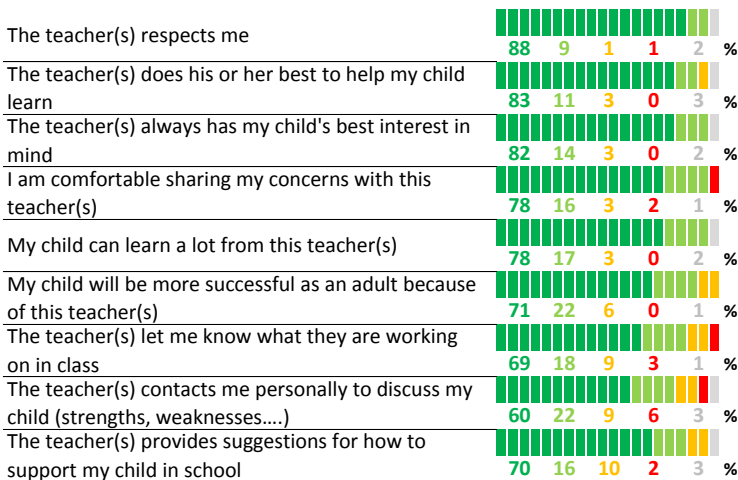 The teacher(s) respects me
88 9 1 1 2 %
The teacher(s) does his or her best to help my child
learn
83 11 3 0 3 %
The teacher(s) always has my child's best interest in
mind
82 14 3 0 2 %
I am comfortable sharing my concerns with this
teacher(s)
78 16 3 2 1 %
My child can learn a lot from this teacher(s)
78 17 3 0 2 %
My child will be more successful as an adult because
of this teacher(s)
71 22 6 0 1 %
The teacher(s) let me know what they are working
on in class
69 18 9 3 1 %
The teacher(s) contacts me personally to discuss my
child (strengths, weaknesses....)
60 22 9 6 3 %
The teacher(s) provides suggestions for how to
support my child in school
70 16 10 2 3 %